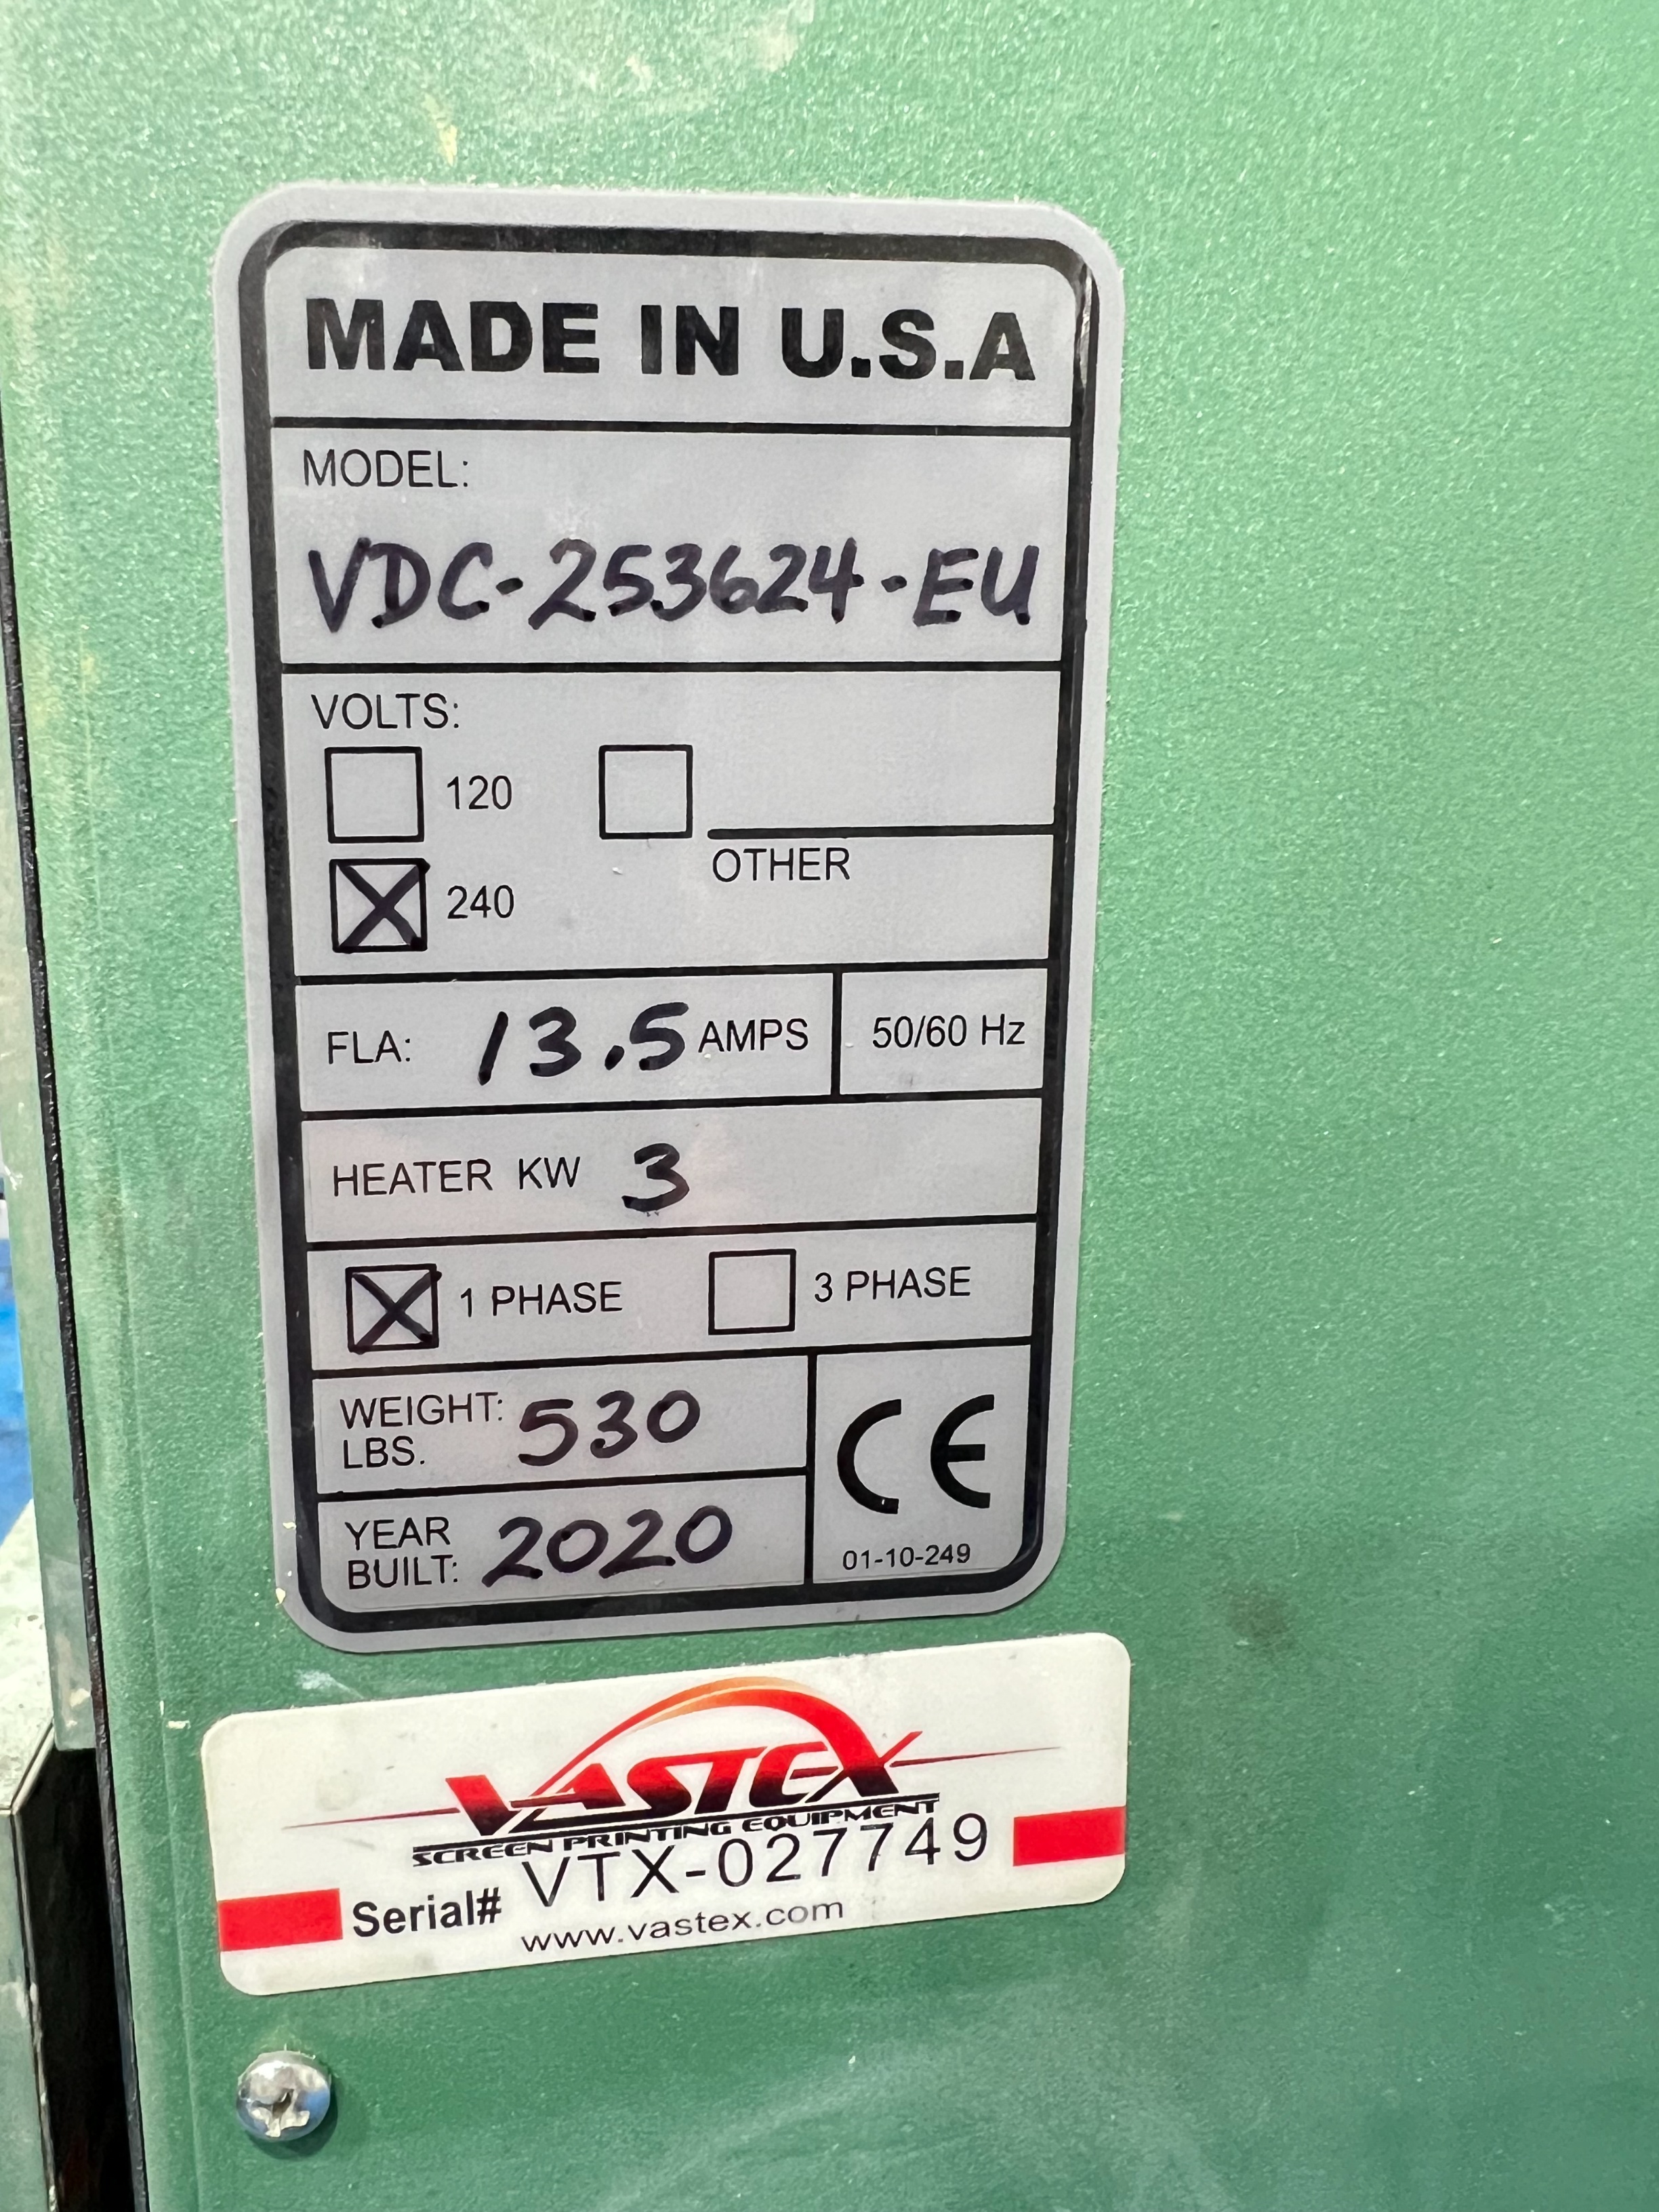 MADE IN U.S.A
MODEL:
VDC-253624-EU
VOLTS:
120
OTHER
240
FLA: 13.5 AMPS 50/60 Hz
HEATER KW 3
1 PHASE 3 PHASE
WEIGHT: 530
LBS.
YEAR 2020
BUILT:
CE
01-10-249
VASTEX
SCREEN PRINTING EQUIPMENT
Serial# VTX-027749
www.vastex.com